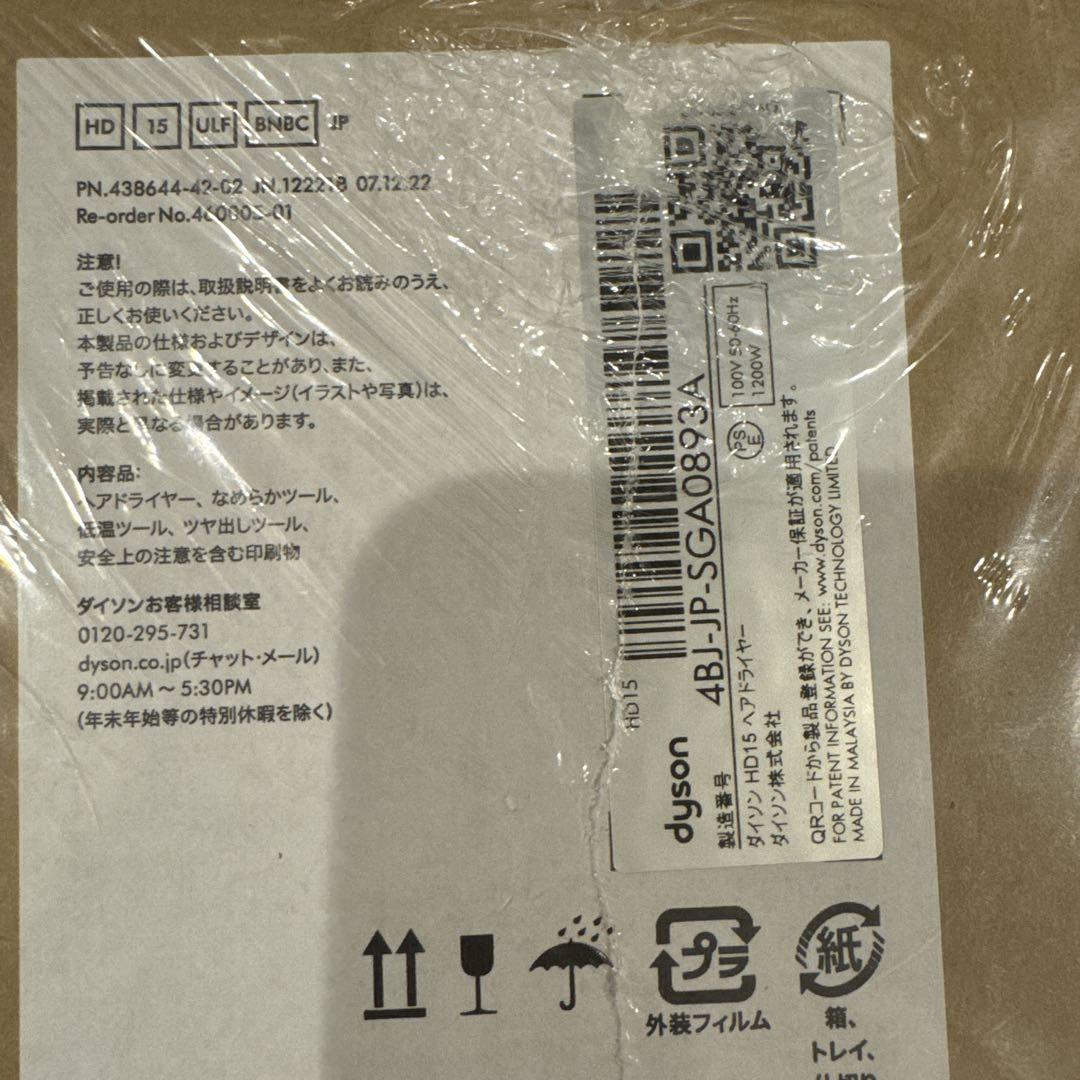 HD 15 ULF BNBC JP
PN.438644-42-02 JN.122218 07.12.22
Re-order No.
注意!
ご使用の際は、取扱説明書をよくお読みのうえ、
正しくお使いください。
本製品の仕様およびデザインは、
予告なしに変更することがあり、また、
掲載された仕様やイメージ(イラストや写真)は、
実際と異なる場合があります。
内容品:
ヘアドライヤー、なめらかツール、
低温ツール、ツヤ出しツール、
安全上の注意を含む印刷物
ダイソンお客様相談室
0120-295-731
dyson.co.jp(チャット・メール)
9:00AM～5:30PM
(年末年始等の特別休暇を除く)
HD15
4BJ-JP-SGA0893A
dyson
製造番号
ダイソン HD15 ヘアドライヤー
ダイソン株式会社
PSE
100V 50-60Hz
1200W
QRコードから製品登録ができ、メーカー保証が適用されます。
FOR PATENT INFORMATION SEE: www.dyson.com/patents
MADE IN MALAYSIA BY DYSON TECHNOLOGY LIMITED
プラ
外装フィルム
紙
箱、
トレイ、